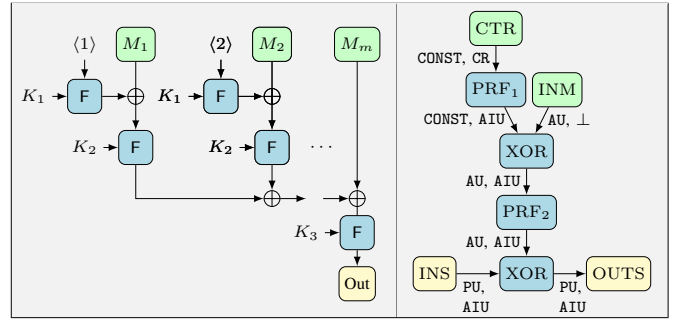 ⟨1⟩ M₁ ⟨2⟩ M₂ Mₘ
K₁ F K₁ F
K₂ F K₂ F ⋯
K₃ F
Out
CTR
CONST, CR
PRF₁ INM
CONST, AIU AU, ⊥
XOR
AU, AIU
PRF₂
AU, AIU
INS XOR OUTS
PU, PU,
AIU AIU